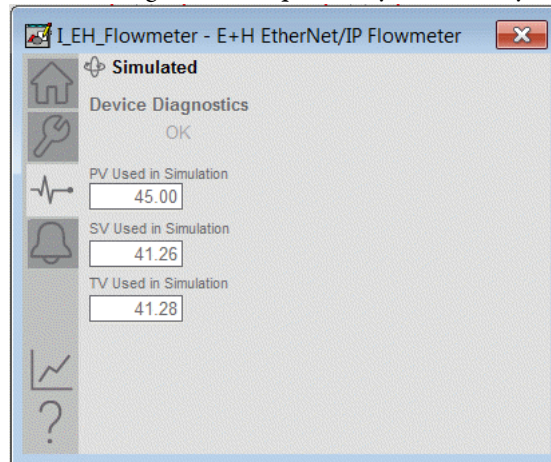 I_EH_Flowmeter - E+H EtherNet/IP Flowmeter
Simulated
Device Diagnostics
OK
PV Used in Simulation
45.00
SV Used in Simulation
41.26
TV Used in Simulation
41.28
?